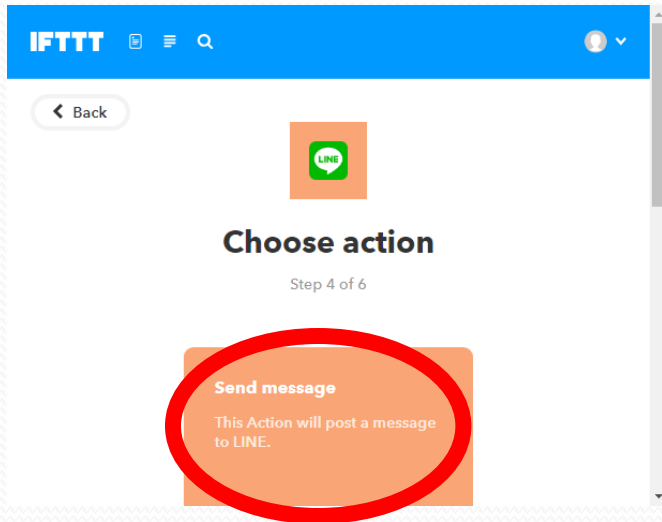 IFTTT
Back
LINE
Choose action
Step 4 of 6
Send message
This Action will post a message
to LINE.